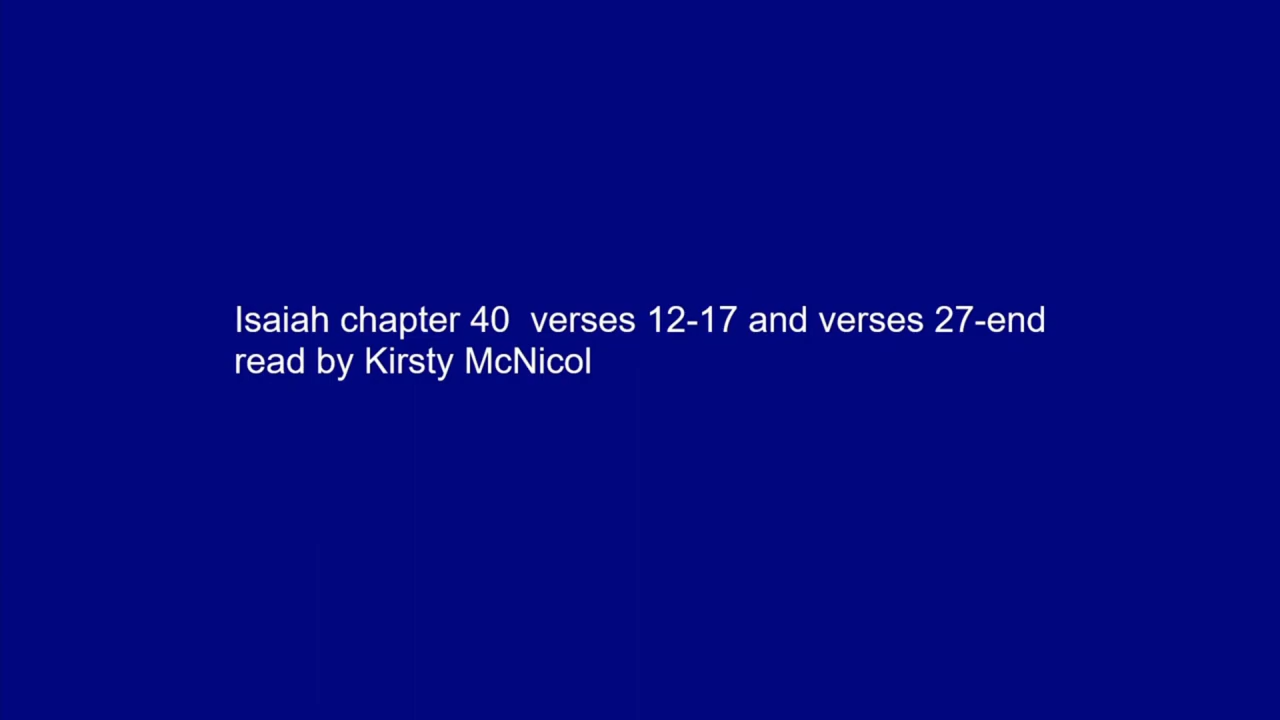 Isaiah chapter 40  verses 12-17 and verses 27-end
read by Kirsty McNicol